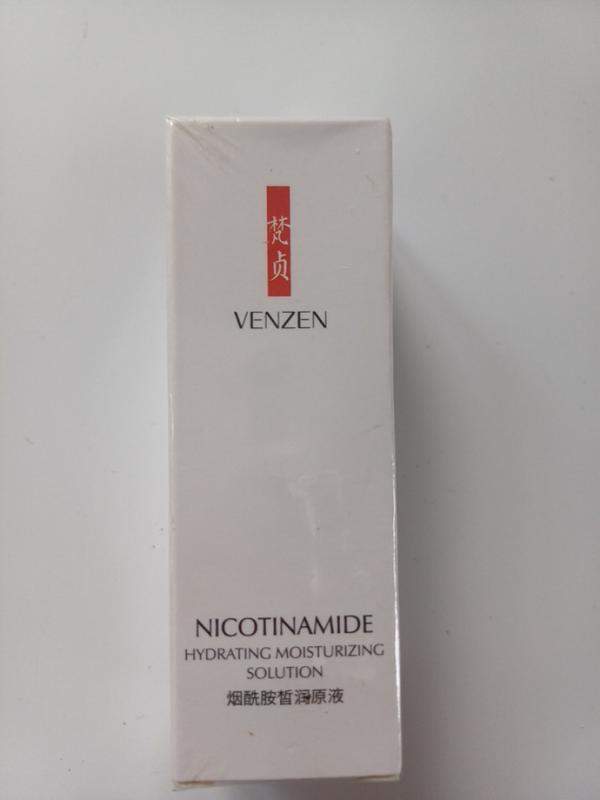 梵贞
VENZEN
NICOTINAMIDE
HYDRATING MOISTURIZING
SOLUTION
烟酰胺皙润原液